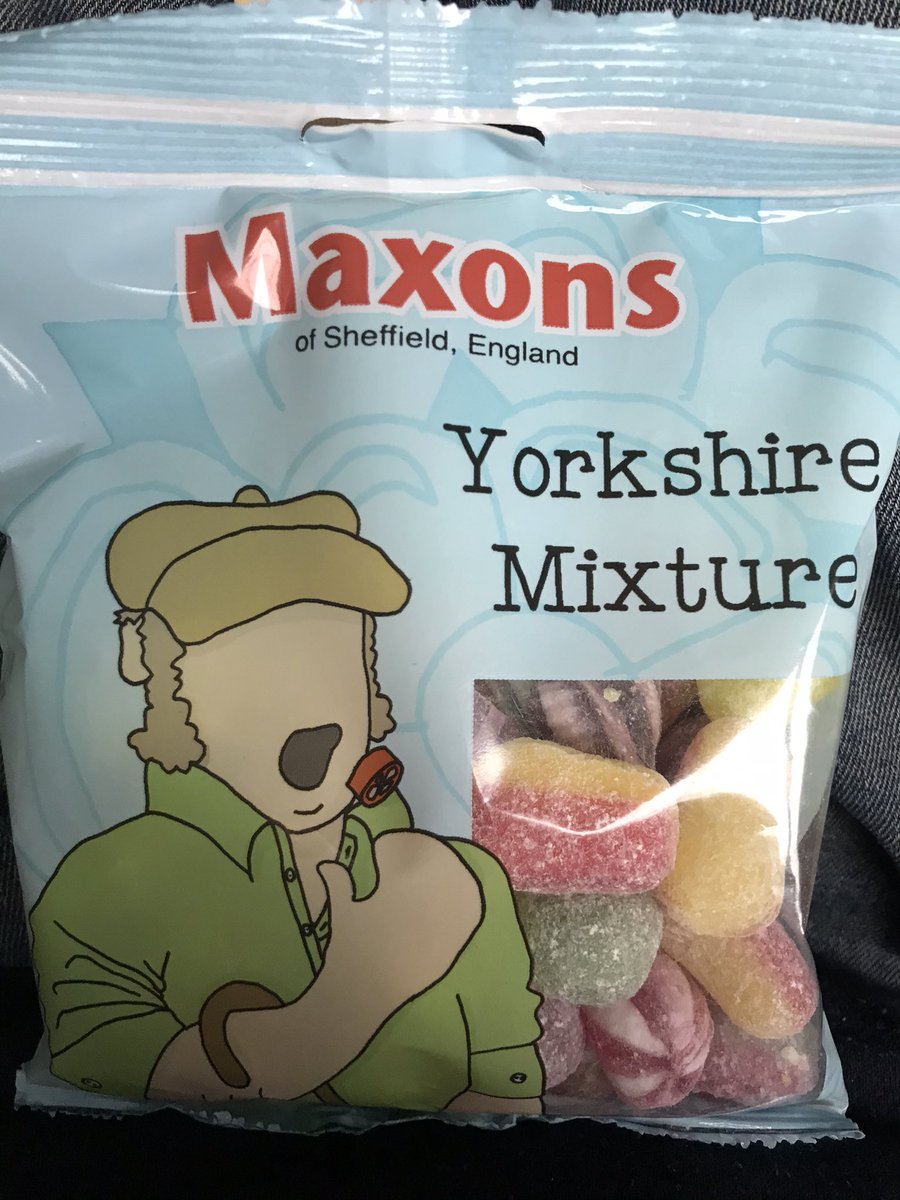 Maxons
of Sheffield, England
Yorkshire
Mixture